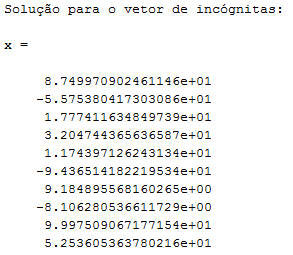 Solução para o vetor de incógnitas:
x =
8.749970902461146e+01
-5.575380417303086e+01
1.777411634849739e+01
3.204744365636587e+01
1.174397126243134e+01
-9.436514182219534e+01
9.184895568160265e+00
-8.106280536611729e+00
9.997509067177154e+01
5.253605363780216e+01